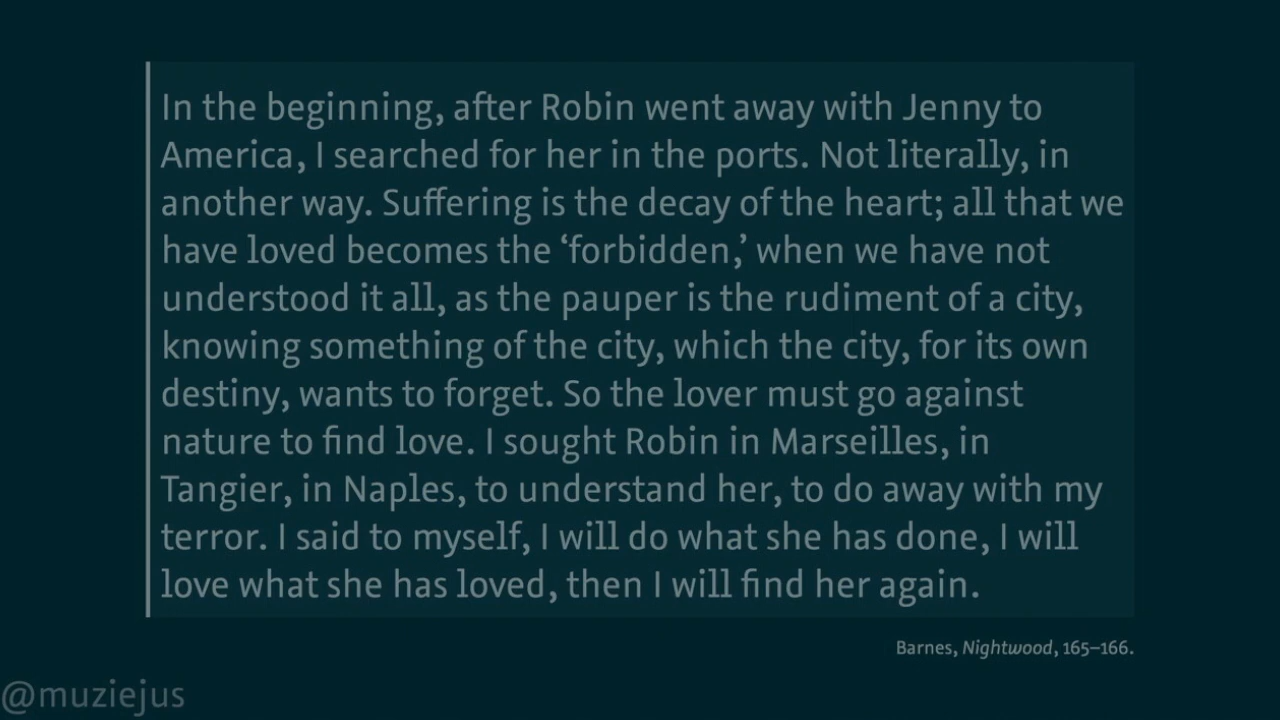 In the beginning, after Robin went away with Jenny to
America, I searched for her in the ports. Not literally, in
another way. Suffering is the decay of the heart; all that we
have loved becomes the ‘forbidden,’ when we have not
understood it all, as the pauper is the rudiment of a city,
knowing something of the city, which the city, for its own
destiny, wants to forget. So the lover must go against
nature to find love. I sought Robin in Marseilles, in
Tangier, in Naples, to understand her, to do away with my
terror. I said to myself, I will do what she has done, I will
love what she has loved, then I will find her again.
Barnes, Nightwood, 165–166.
@muziejus